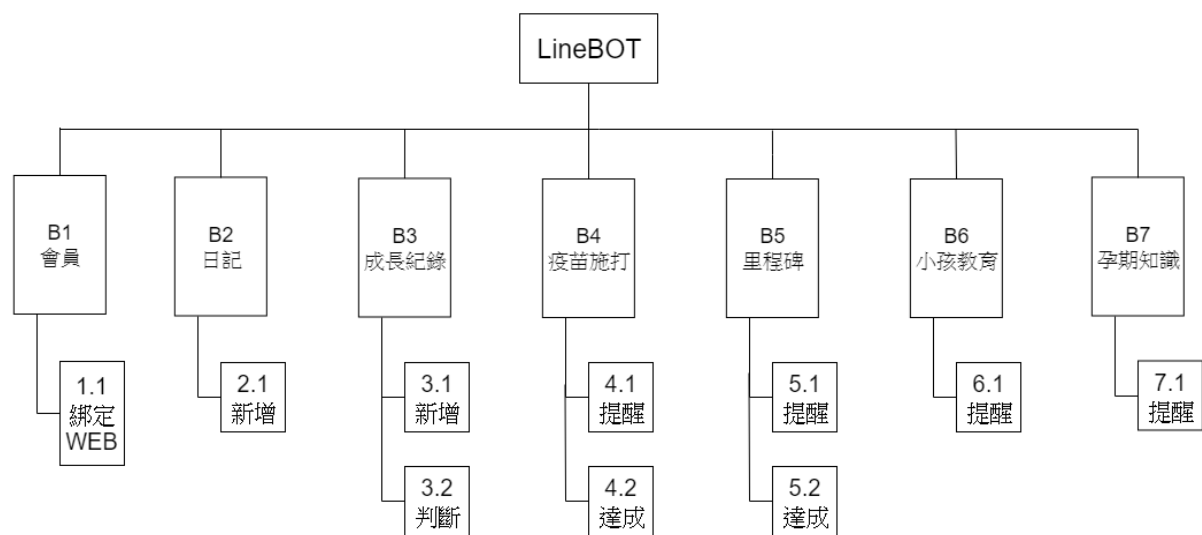 LineBOT
B1
會員
B2
日記
B3
成長紀錄
B4
疫苗施打
B5
里程碑
B6
小孩教育
B7
孕期知識
1.1
綁定
WEB
2.1
新增
3.1
新增
4.1
提醒
5.1
提醒
6.1
提醒
7.1
提醒
3.2
判斷
4.2
達成
5.2
達成